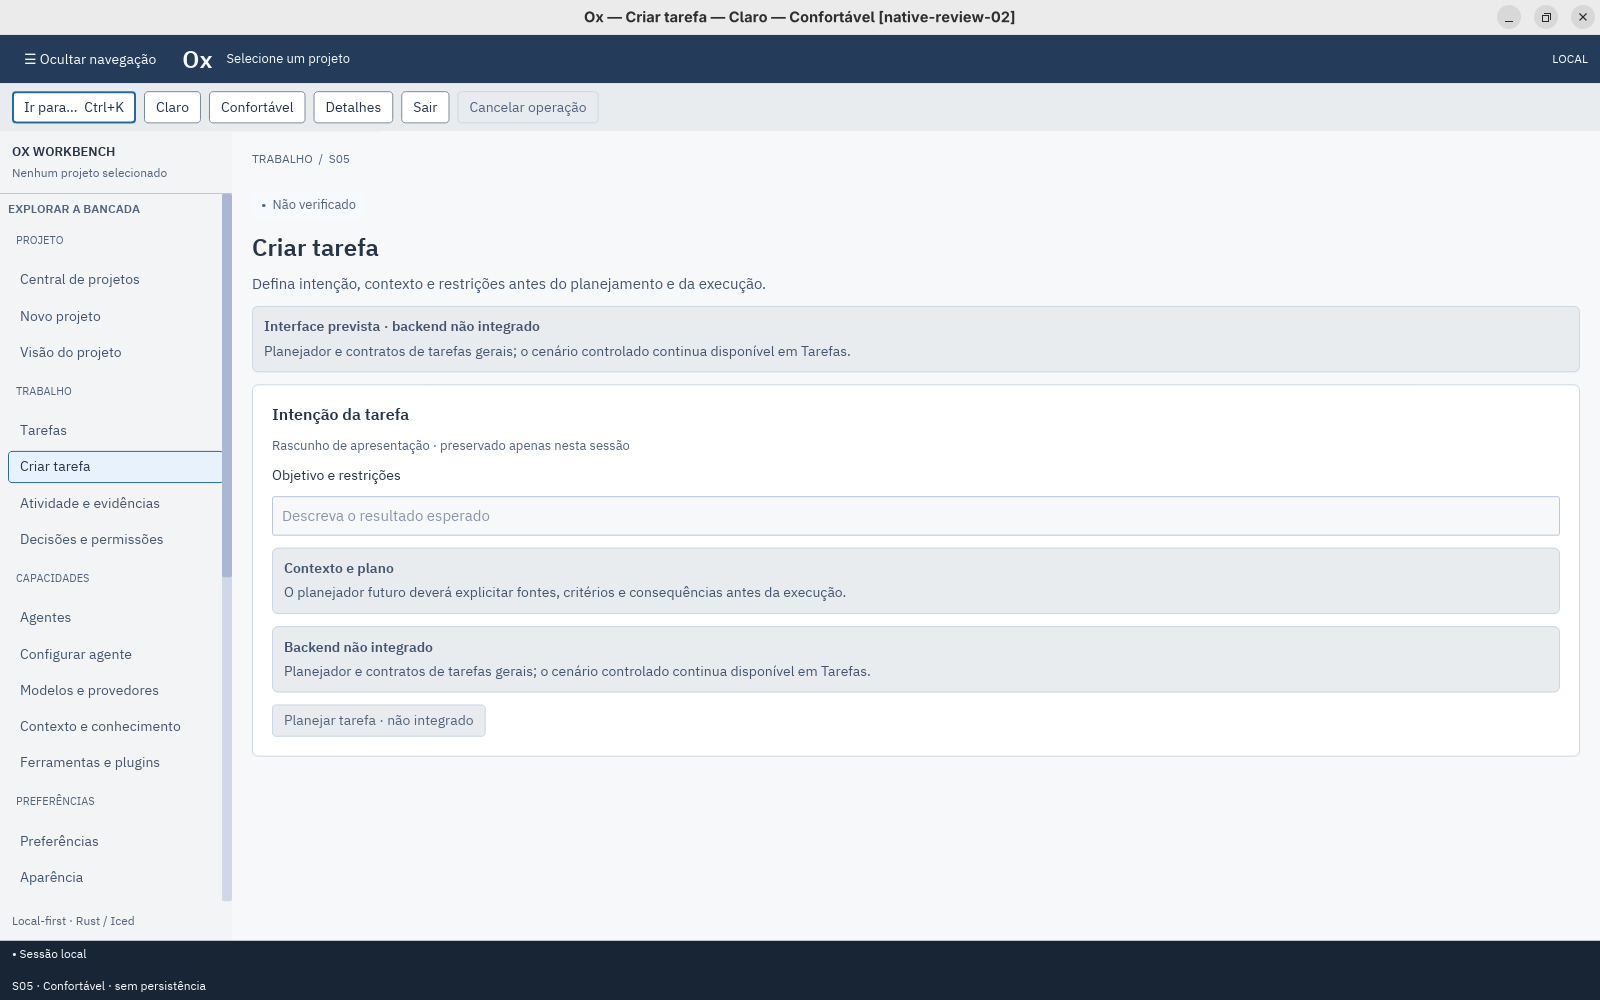 Ox — Criar tarefa — Claro — Confortável [native-review-02]
☰ Ocultar navegação
Ox
Selecione um projeto
LOCAL
Ir para... Ctrl+K
Claro
Confortável
Detalhes
Sair
Cancelar operação
OX WORKBENCH
Nenhum projeto selecionado
EXPLORAR A BANCADA
PROJETO
Central de projetos
Novo projeto
Visão do projeto
TRABALHO
Tarefas
Criar tarefa
Atividade e evidências
Decisões e permissões
CAPACIDADES
Agentes
Configurar agente
Modelos e provedores
Contexto e conhecimento
Ferramentas e plugins
PREFERÊNCIAS
Preferências
Aparência
Local-first · Rust / Iced
TRABALHO / S05
• Não verificado
Criar tarefa
Defina intenção, contexto e restrições antes do planejamento e da execução.
Interface prevista · backend não integrado
Planejador e contratos de tarefas gerais; o cenário controlado continua disponível em Tarefas.
Intenção da tarefa
Rascunho de apresentação · preservado apenas nesta sessão
Objetivo e restrições
Descreva o resultado esperado
Contexto e plano
O planejador futuro deverá explicitar fontes, critérios e consequências antes da execução.
Backend não integrado
Planejador e contratos de tarefas gerais; o cenário controlado continua disponível em Tarefas.
Planejar tarefa · não integrado
• Sessão local
S05 · Confortável · sem persistência